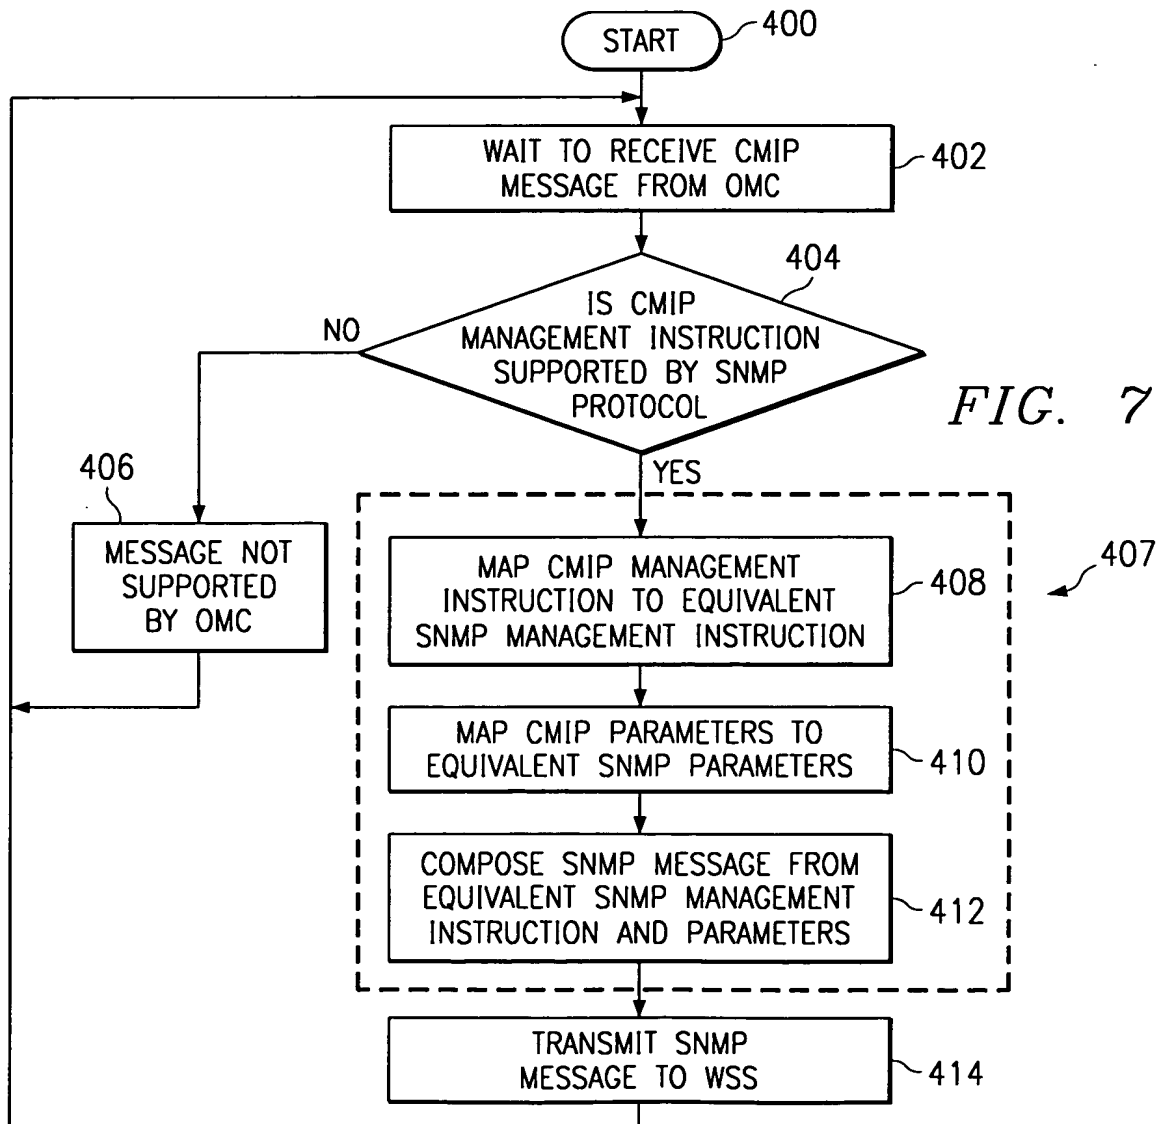 START
400
WAIT TO RECEIVE CMIP
MESSAGE FROM OMC
402
404
IS CMIP
MANAGEMENT INSTRUCTION
SUPPORTED BY SNMP
PROTOCOL
NO
YES
FIG. 7
406
MESSAGE NOT
SUPPORTED
BY OMC
407
MAP CMIP MANAGEMENT
INSTRUCTION TO EQUIVALENT
SNMP MANAGEMENT INSTRUCTION
408
MAP CMIP PARAMETERS TO
EQUIVALENT SNMP PARAMETERS
410
COMPOSE SNMP MESSAGE FROM
EQUIVALENT SNMP MANAGEMENT
INSTRUCTION AND PARAMETERS
412
TRANSMIT SNMP
MESSAGE TO WSS
414